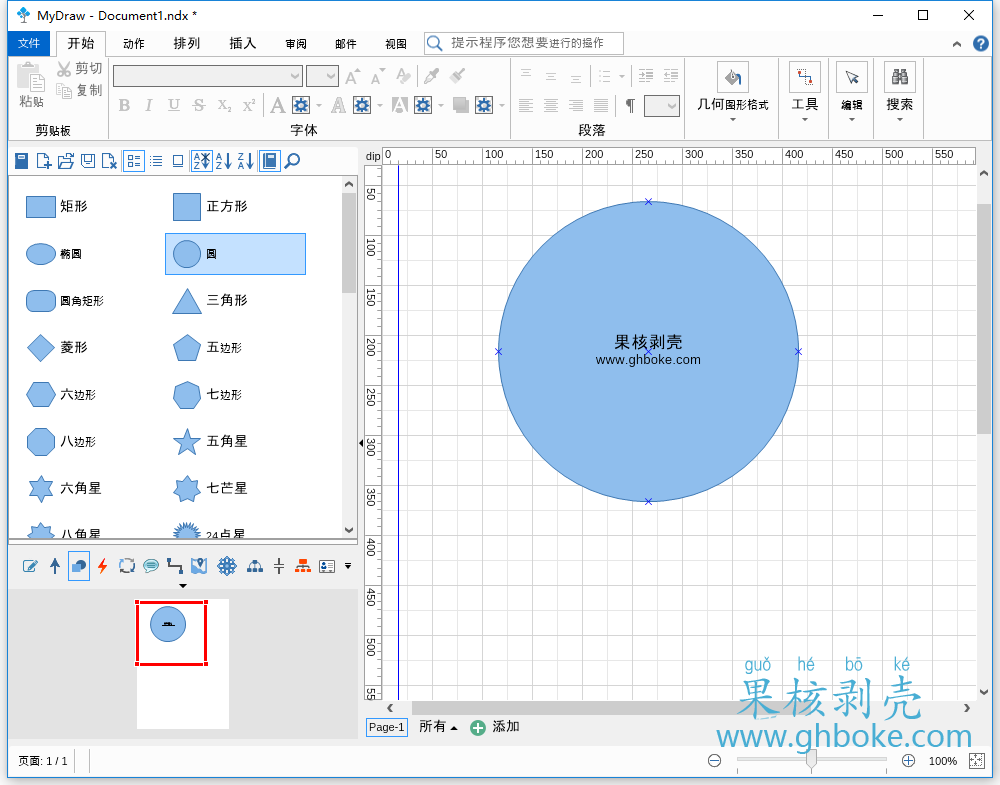 MyDraw - Document1.ndx *
文件 开始 动作 排列 插入 审阅 邮件 视图 提示程序您想要进行的操作
粘贴 剪切 复制
B I U S X₂ X² A A A
几何图形格式 工具 编辑 搜索
剪贴板 字体 段落
dip 0 50 100 150 200 250 300 350 400 450 500 550
矩形 正方形
椭圆 圆
圆角矩形 三角形
菱形 五边形
六边形 七边形
八边形 五角星
六角星 七芒星
八角星 24点星
50
100
150
200
250
300
350
400
450
500
55
果核剥壳
www.ghboke.com
guǒ hé bō ké
果核剥壳
www.ghboke.com
Page-1 所有 添加
页面: 1 / 1 100%